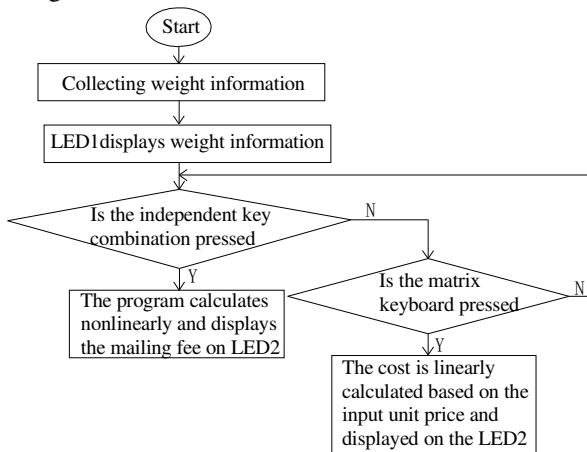 Start
Collecting weight information
LED1displays weight information
Is the independent key
combination pressed
N
Y
Is the matrix
keyboard pressed
N
The program calculates
nonlinearly and displays
the mailing fee on LED2
Y
The cost is linearly
calculated based on the
input unit price and
displayed on the LED2